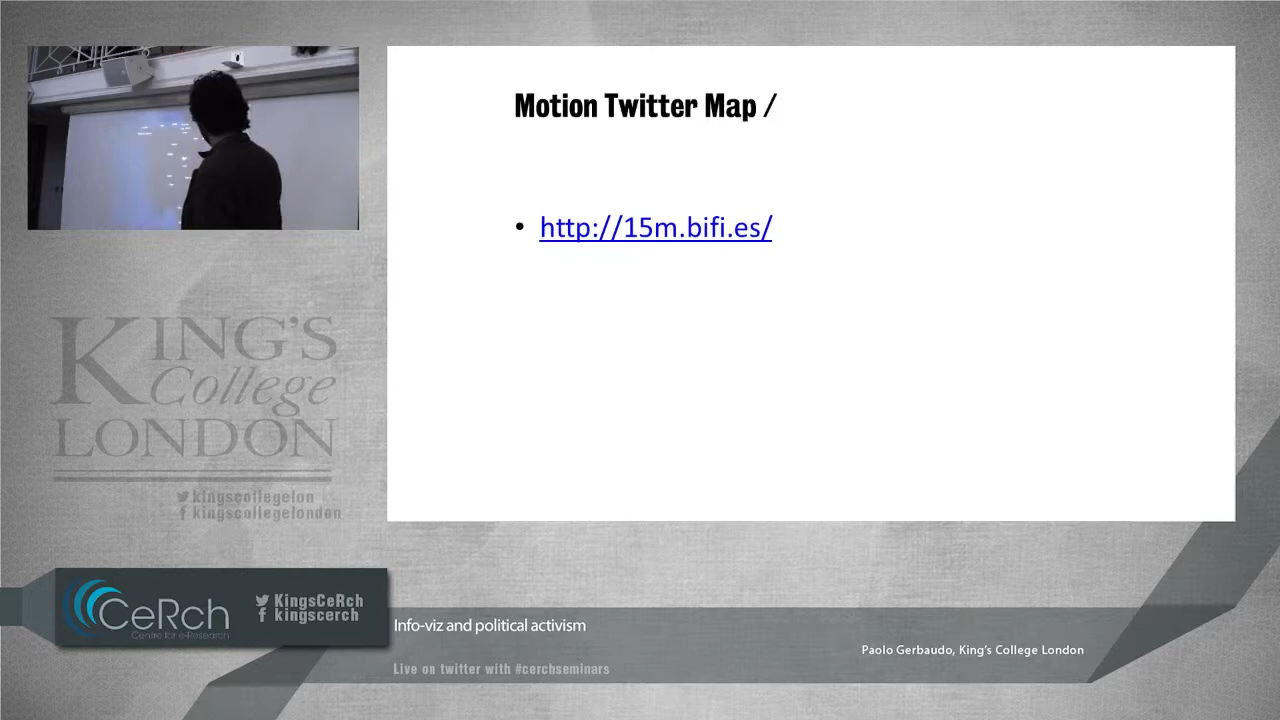 Motion Twitter Map /
• http://15m.bifi.es/
KING'S
College
LONDON
kingscollegelon
kingscollegelondon
CeRch
Centre for e-Research
KingsCeRch
kingscerch
Info-viz and political activism
Paolo Gerbaudo, King's College London
Live on twitter with #cerchseminars